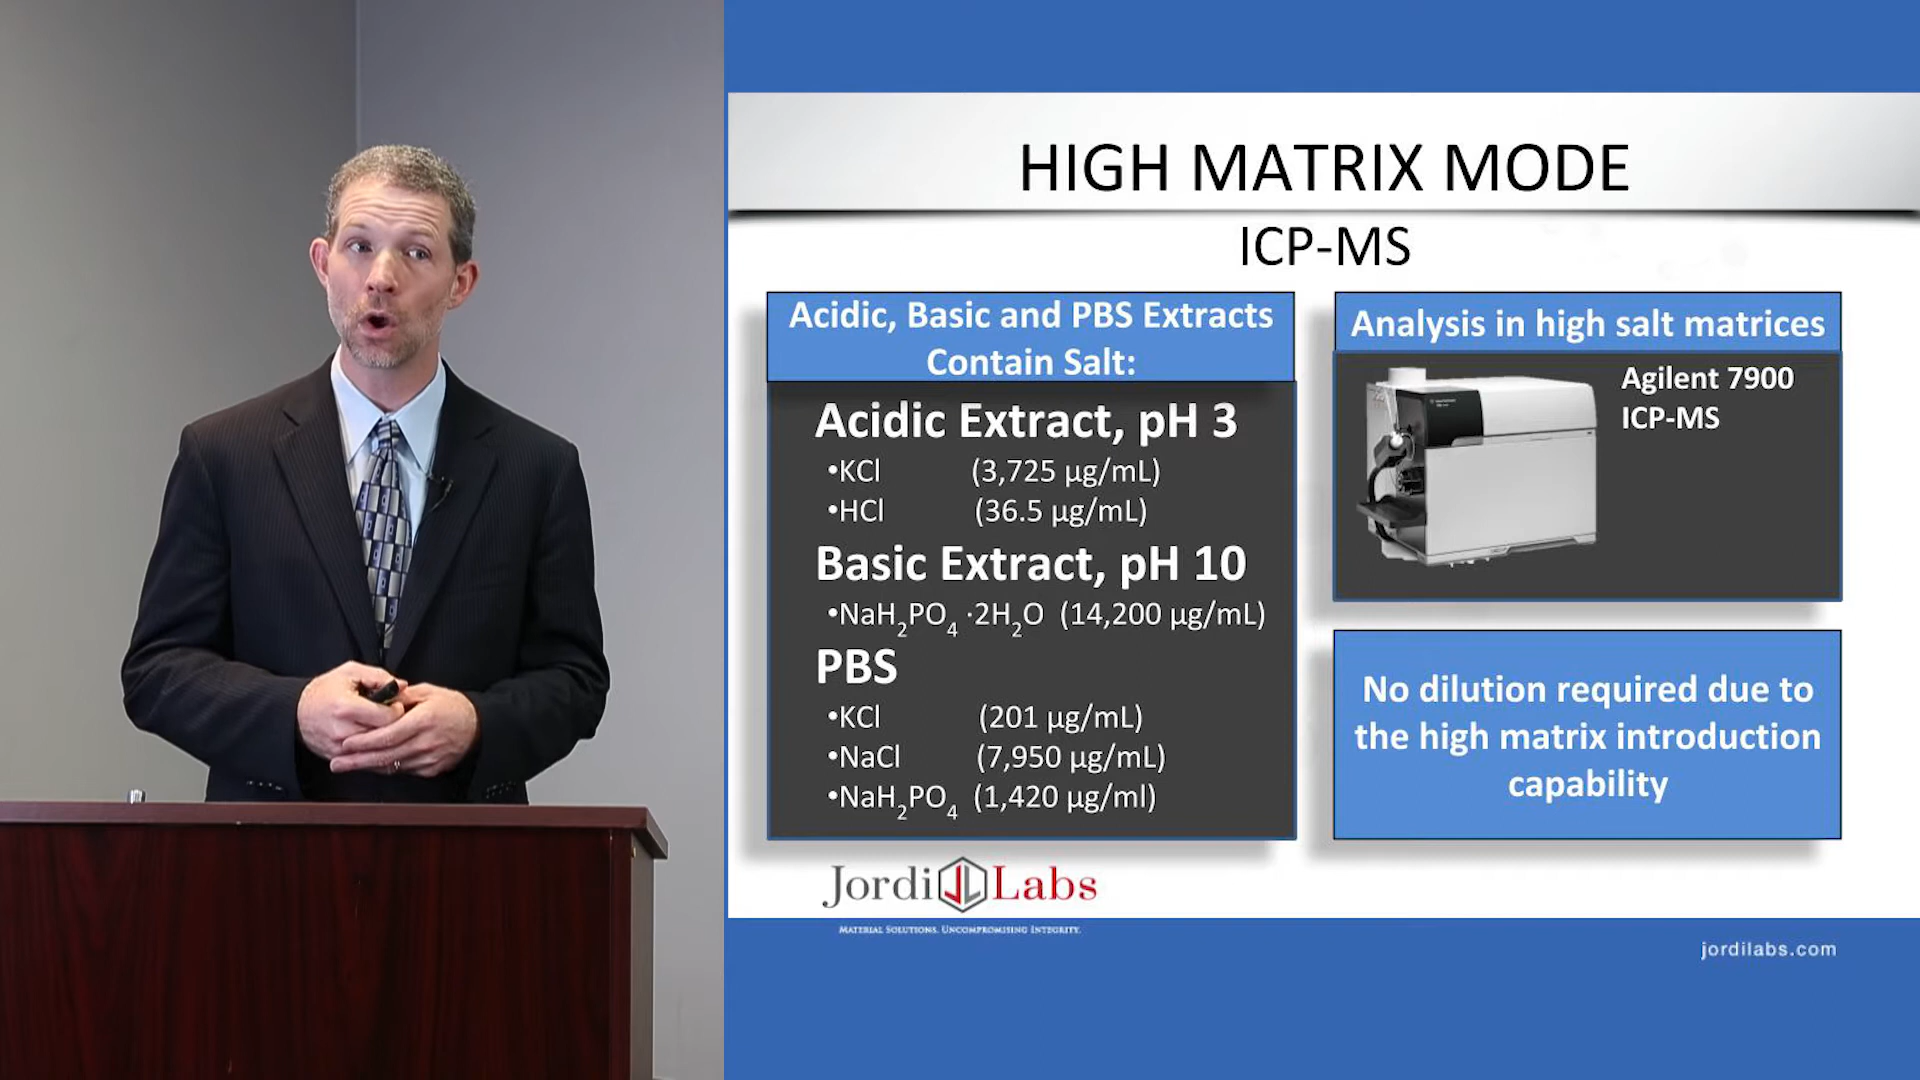 HIGH MATRIX MODE
ICP-MS
Acidic, Basic and PBS Extracts
Contain Salt:
Acidic Extract, pH 3
•KCl (3,725 µg/mL)
•HCl (36.5 µg/mL)
Basic Extract, pH 10
•NaH₂PO₄ ·2H₂O (14,200 µg/mL)
PBS
•KCl (201 µg/mL)
•NaCl (7,950 µg/mL)
•NaH₂PO₄ (1,420 µg/ml)
Analysis in high salt matrices
Agilent 7900
ICP-MS
No dilution required due to
the high matrix introduction
capability
Jordi JL Labs
MATERIAL SOLUTIONS. UNCOMPROMISING INTEGRITY.
jordilabs.com